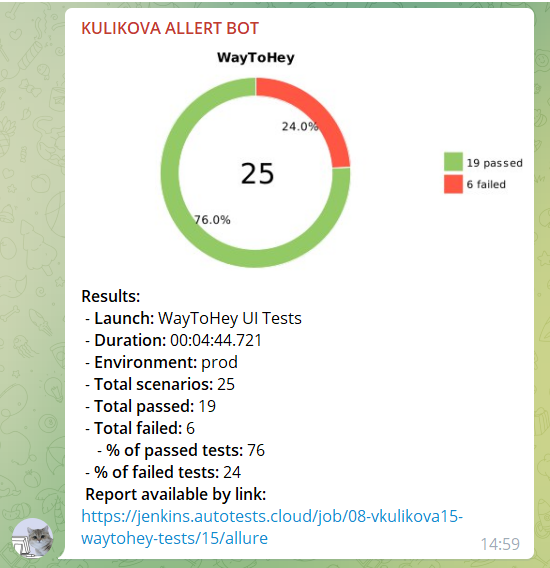 KULIKOVA ALLERT BOT
WayToHey
24.0%
25
76.0%
19 passed
6 failed
Results:
- Launch: WayToHey UI Tests
- Duration: 00:04:44.721
- Environment: prod
- Total scenarios: 25
- Total passed: 19
- Total failed: 6
- % of passed tests: 76
- % of failed tests: 24
Report available by link:
https://jenkins.autotests.cloud/job/08-vkulikova15-
waytohey-tests/15/allure
14:59